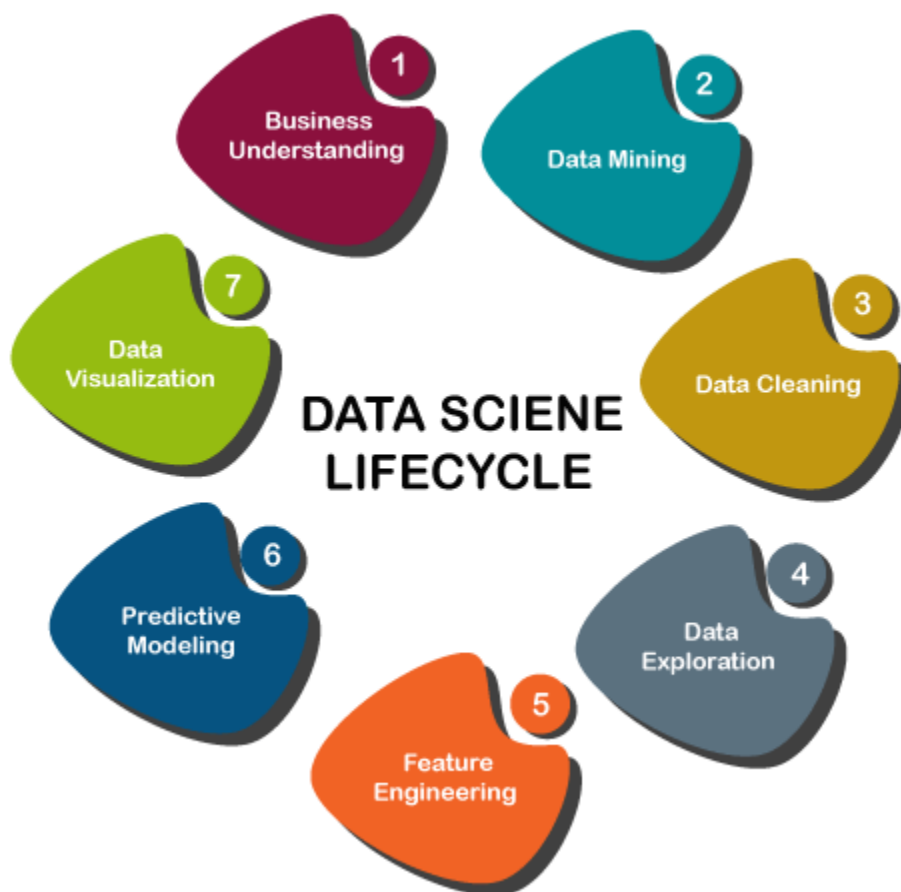 1
Business
Understanding
2
Data Mining
3
Data Cleaning
4
Data
Exploration
5
Feature
Engineering
6
Predictive
Modeling
7
Data
Visualization
DATA SCIENE
LIFECYCLE